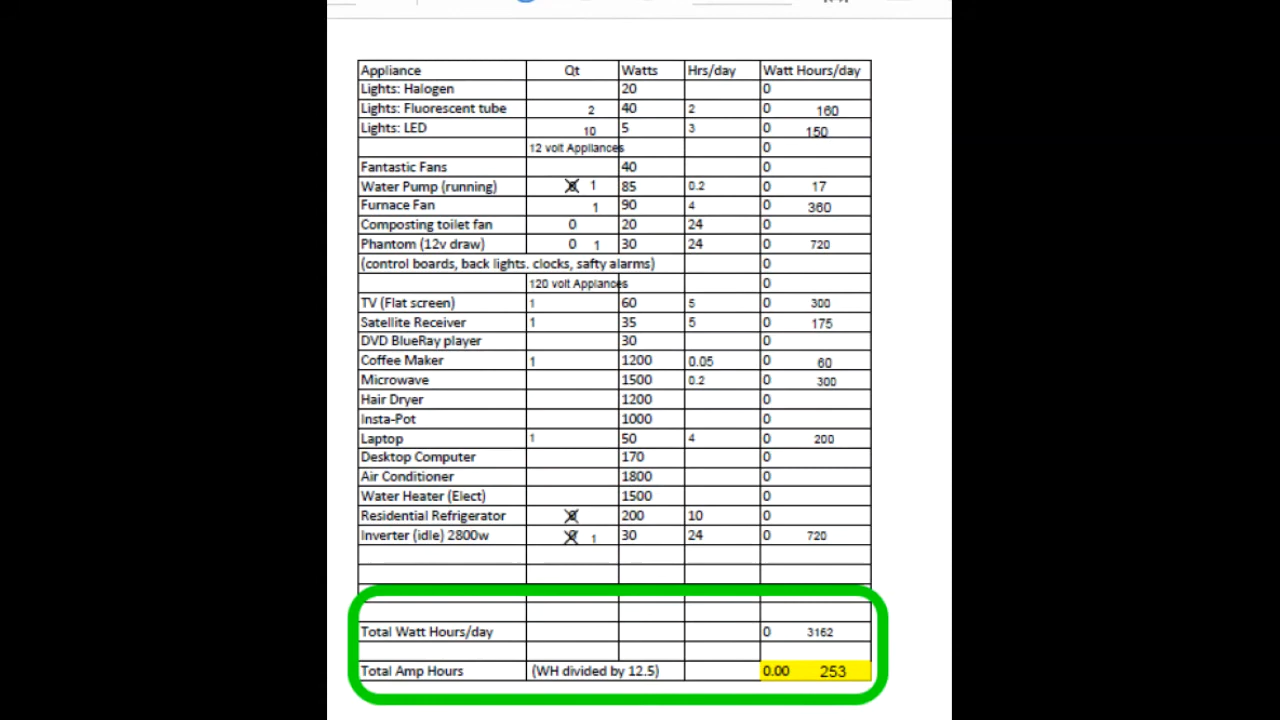 Appliance Qt Watts Hrs/day Watt Hours/day
Lights: Halogen 20 0
Lights: Fluorescent tube 2 40 2 0 160
Lights: LED 10 5 3 0 150
12 volt Appliances 0
Fantastic Fans 40 0
Water Pump (running) 1 85 0.2 0 17
Furnace Fan 1 90 4 0 360
Composting toilet fan 0 20 24 0
Phantom (12v draw) 0 1 30 24 0 720
(control boards, back lights. clocks, safty alarms) 0
120 volt Appliances 0
TV (Flat screen) 1 60 5 0 300
Satellite Receiver 1 35 5 0 175
DVD BlueRay player 30 0
Coffee Maker 1 1200 0.05 0 60
Microwave 1500 0.2 0 300
Hair Dryer 1200 0
Insta-Pot 1000 0
Laptop 1 50 4 0 200
Desktop Computer 170 0
Air Conditioner 1800 0
Water Heater (Elect) 1500 0
Residential Refrigerator 200 10 0
Inverter (idle) 2800w 1 30 24 0 720
Total Watt Hours/day 0 3162
Total Amp Hours (WH divided by 12.5) 0.00 253